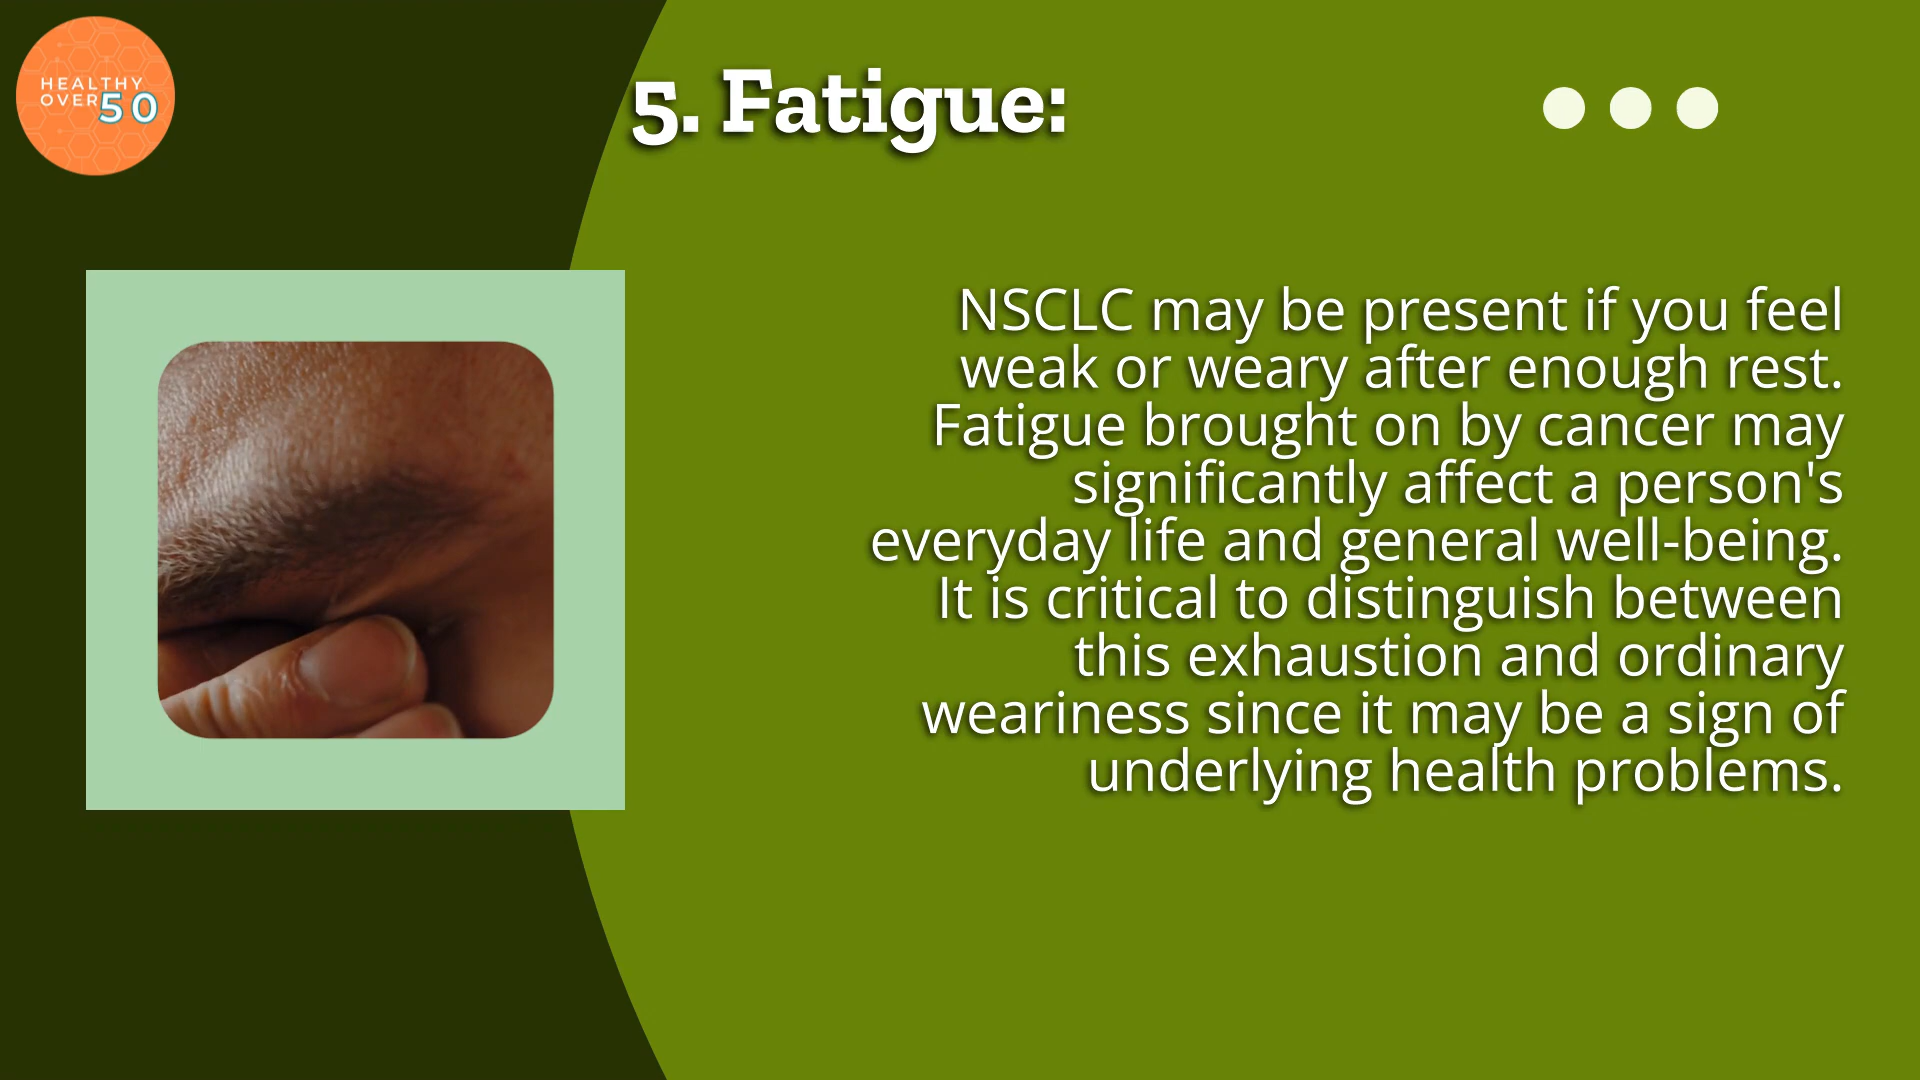 HEALTHY
OVER50
5. Fatigue:
NSCLC may be present if you feel
weak or weary after enough rest.
Fatigue brought on by cancer may
significantly affect a person's
everyday life and general well-being.
It is critical to distinguish between
this exhaustion and ordinary
weariness since it may be a sign of
underlying health problems.